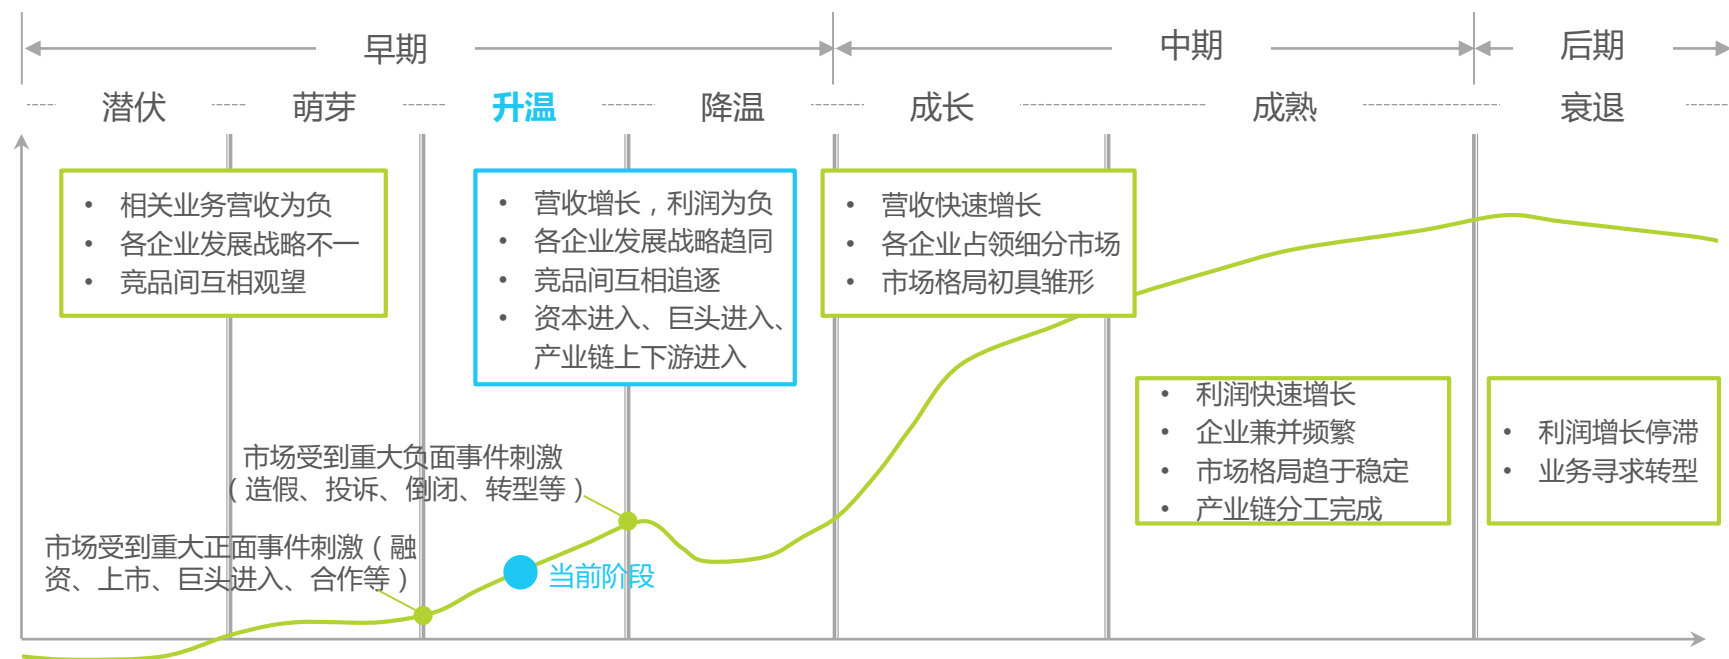 早期
中期
后期
潜伏
萌芽
升温
降温
成长
成熟
衰退
• 相关业务营收为负
• 各企业发展战略不一
• 竞品间互相观望
• 营收增长，利润为负
• 各企业发展战略趋同
• 竞品间互相追逐
• 资本进入、巨头进入、
产业链上下游进入
• 营收快速增长
• 各企业占领细分市场
• 市场格局初具雏形
• 利润快速增长
• 企业兼并频繁
• 市场格局趋于稳定
• 产业链分工完成
• 利润增长停滞
• 业务寻求转型
市场受到重大负面事件刺激
（造假、投诉、倒闭、转型等）
市场受到重大正面事件刺激（融
资、上市、巨头进入、合作等）
当前阶段